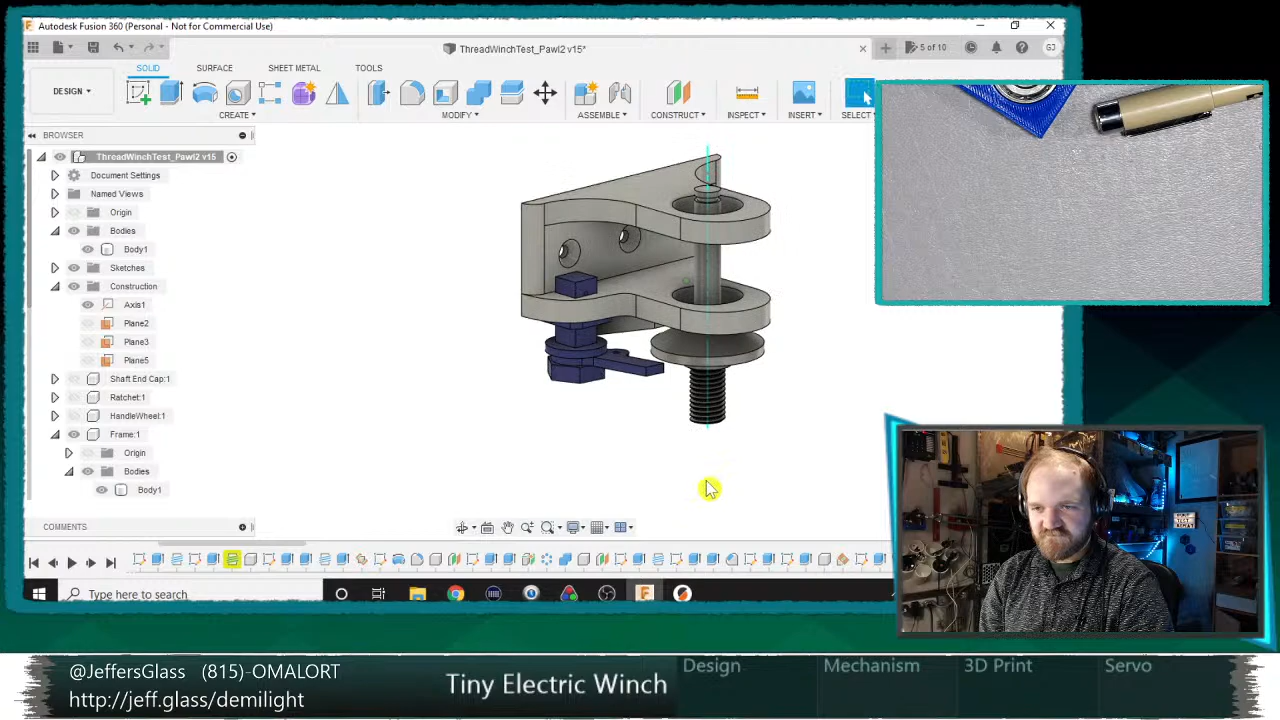 Autodesk Fusion 360 (Personal - Not for Commercial Use)
ThreadWinchTest_Pawl2 v15*
5 of 10
GJ
SOLID
SURFACE
SHEET METAL
TOOLS
DESIGN
CREATE
MODIFY
ASSEMBLE
CONSTRUCT
INSPECT
INSERT
SELECT
BROWSER
ThreadWinchTest_Pawl2 v15
Document Settings
Named Views
Origin
Bodies
Body1
Sketches
Construction
Axis1
Plane2
Plane3
Plane5
Shaft End Cap:1
Ratchet:1
HandleWheel:1
Frame:1
Origin
Bodies
Body1
COMMENTS
Type here to search
@JeffersGlass (815)-OMALORT
http://jeff.glass/demilight
Tiny Electric Winch
Design
Mechanism
3D Print
Servo